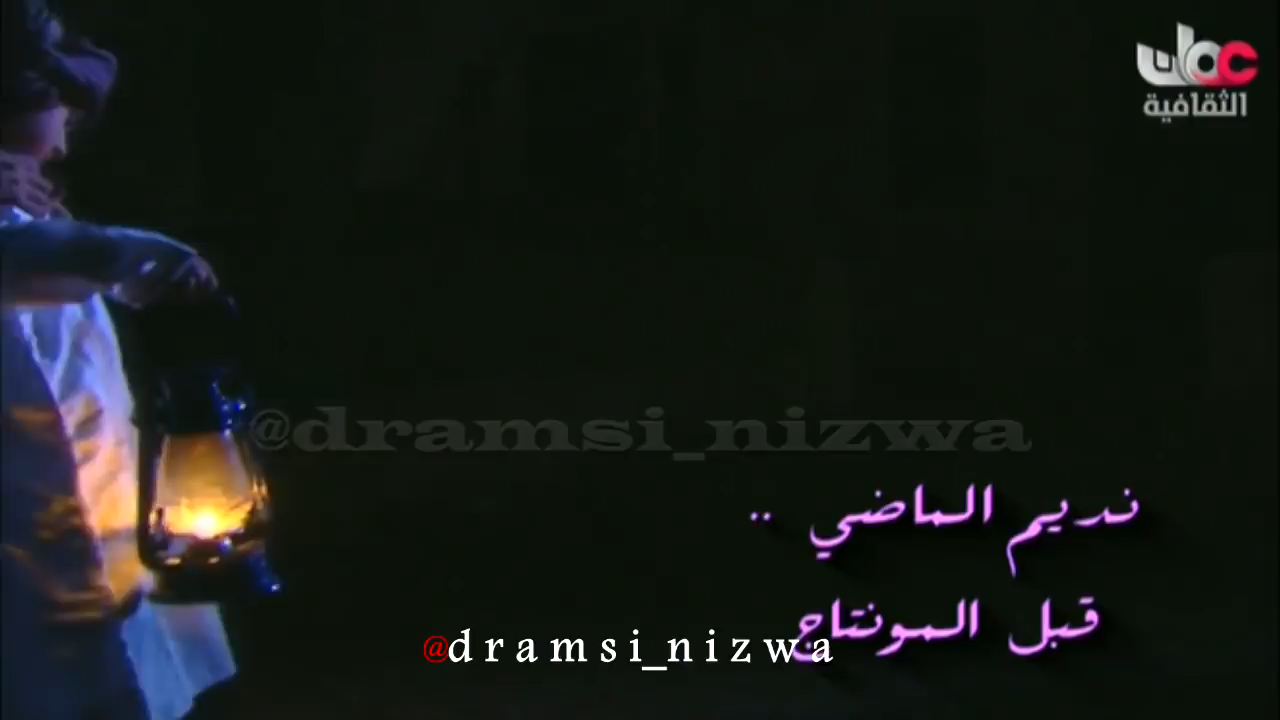 عمان
الثقافية
@dramsi_nizwa
نديم الماضي ..
قبل المونتاج
@dramsi_nizwa